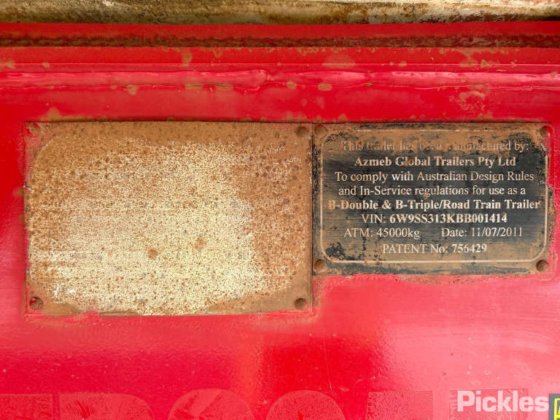 This trailer has been manufactured by:
Azmeb Global Trailers Pty Ltd
To comply with Australian Design Rules
and In-Service regulations for use as a
B-Double & B-Triple/Road Train Trailer
VIN: 6W9SS313KBB001414
ATM: 45000kg Date: 11/07/2011
PATENT No: 756429
Pickles